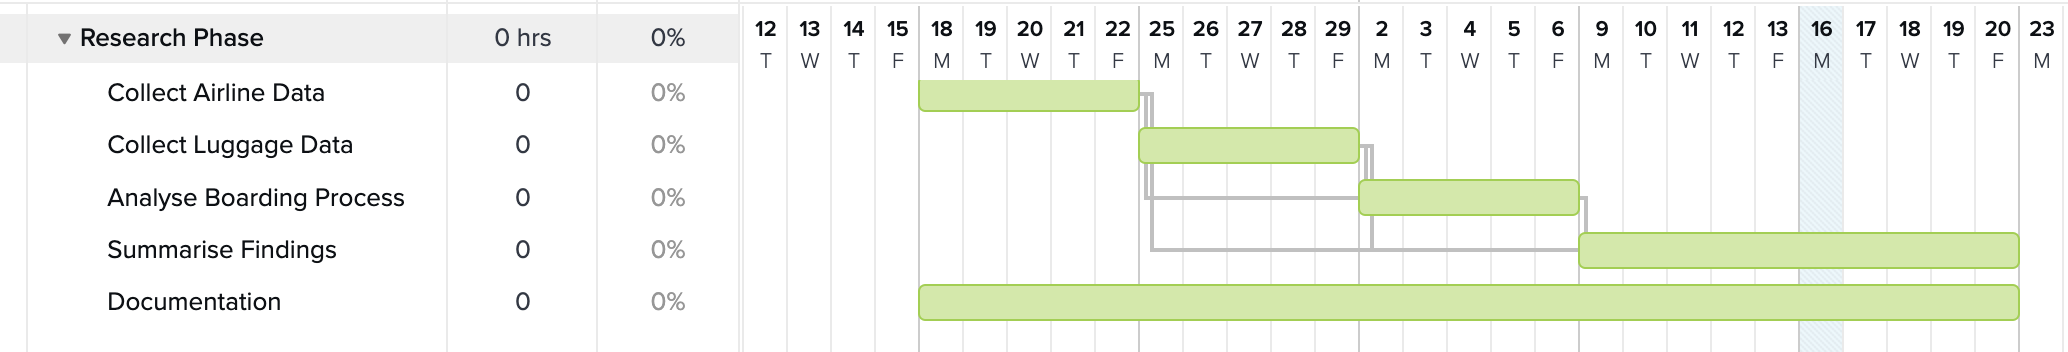 Research Phase 0 hrs 0% 12 13 14 15 18 19 20 21 22 25 26 27 28 29 2 3 4 5 6 9 10 11 12 13 16 17 18 19 20 23
T W T F M T W T F M T W T F M T W T F M T W T F M T W T F M
Collect Airline Data 0 0%
Collect Luggage Data 0 0%
Analyse Boarding Process 0 0%
Summarise Findings 0 0%
Documentation 0 0%